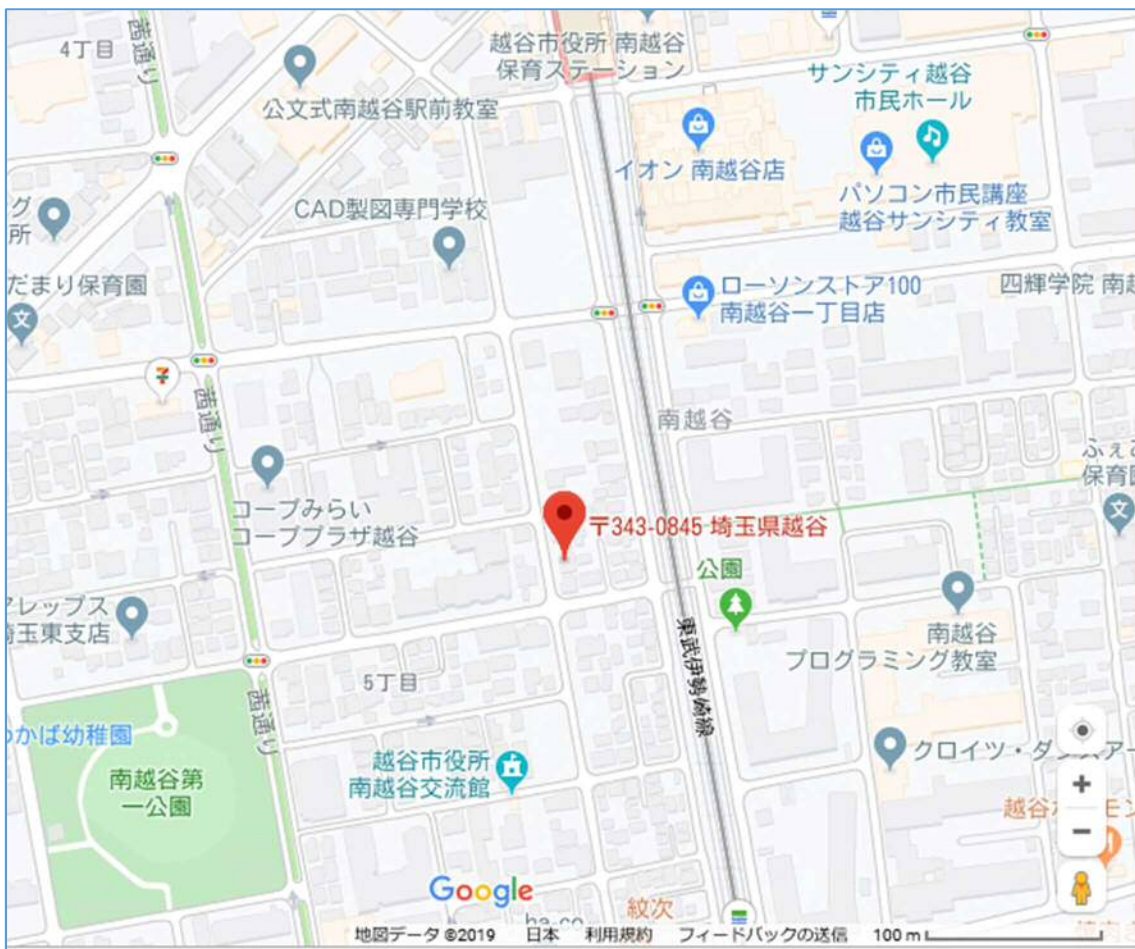 4丁目
茜通り
越谷市役所 南越谷
保育ステーション
公文式南越谷駅前教室
サンシティ越谷
市民ホール
イオン 南越谷店
パソコン市民講座
越谷サンシティ教室
グ
所
CAD製図専門学校
だまり保育園
ローソンストア100
南越谷一丁目店
四輝学院 南越
茜通り
南越谷
コープみらい
コーププラザ越谷
〒343-0845 埼玉県越谷
保育園
文
文
公園
アレップス
埼玉東支店
南越谷
プログラミング教室
東武伊勢崎線
5丁目
茜通り
かば幼稚園
南越谷第
一公園
越谷市役所
南越谷交流館
クロイツ・ダンスアー
Google
紋次
ha-co
地図データ ©2019 日本 利用規約 フィードバックの送信 100 m